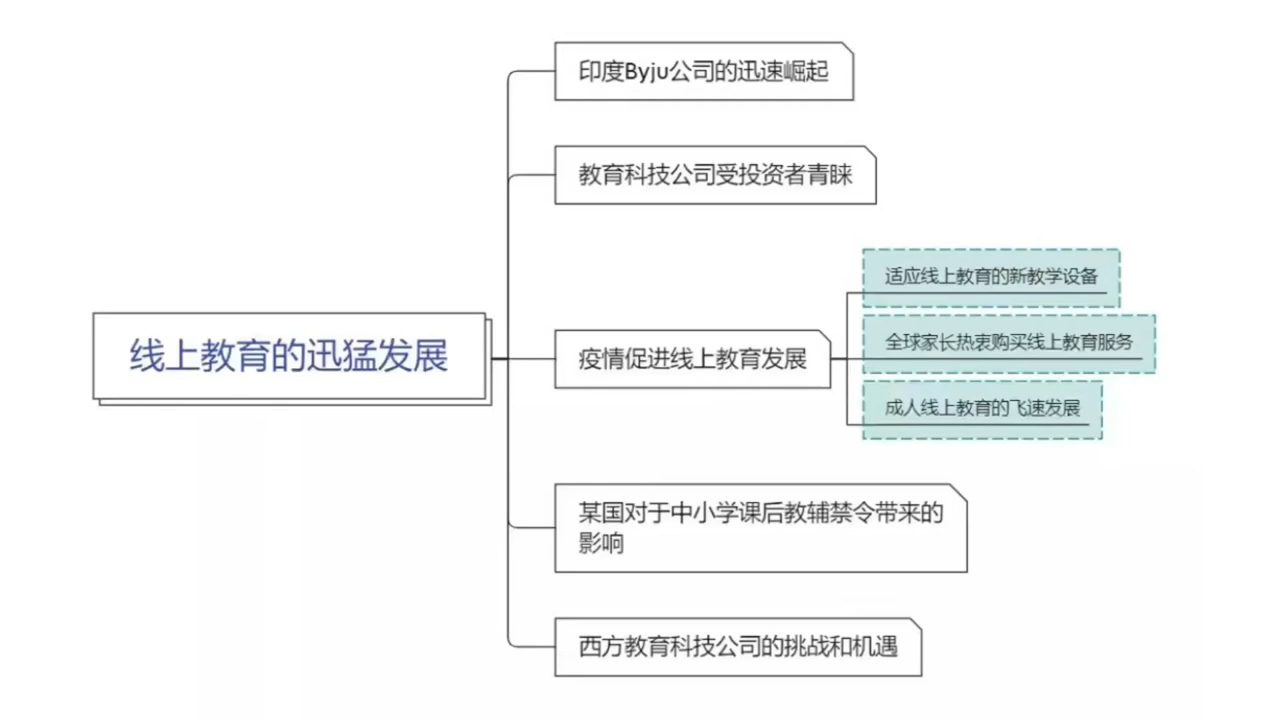 印度Byju公司的迅速崛起
教育科技公司受投资者青睐
适应线上教育的新教学设备
全球家长热衷购买线上教育服务
线上教育的迅猛发展
疫情促进线上教育发展
成人线上教育的飞速发展
某国对于中小学课后教辅禁令带来的
影响
西方教育科技公司的挑战和机遇